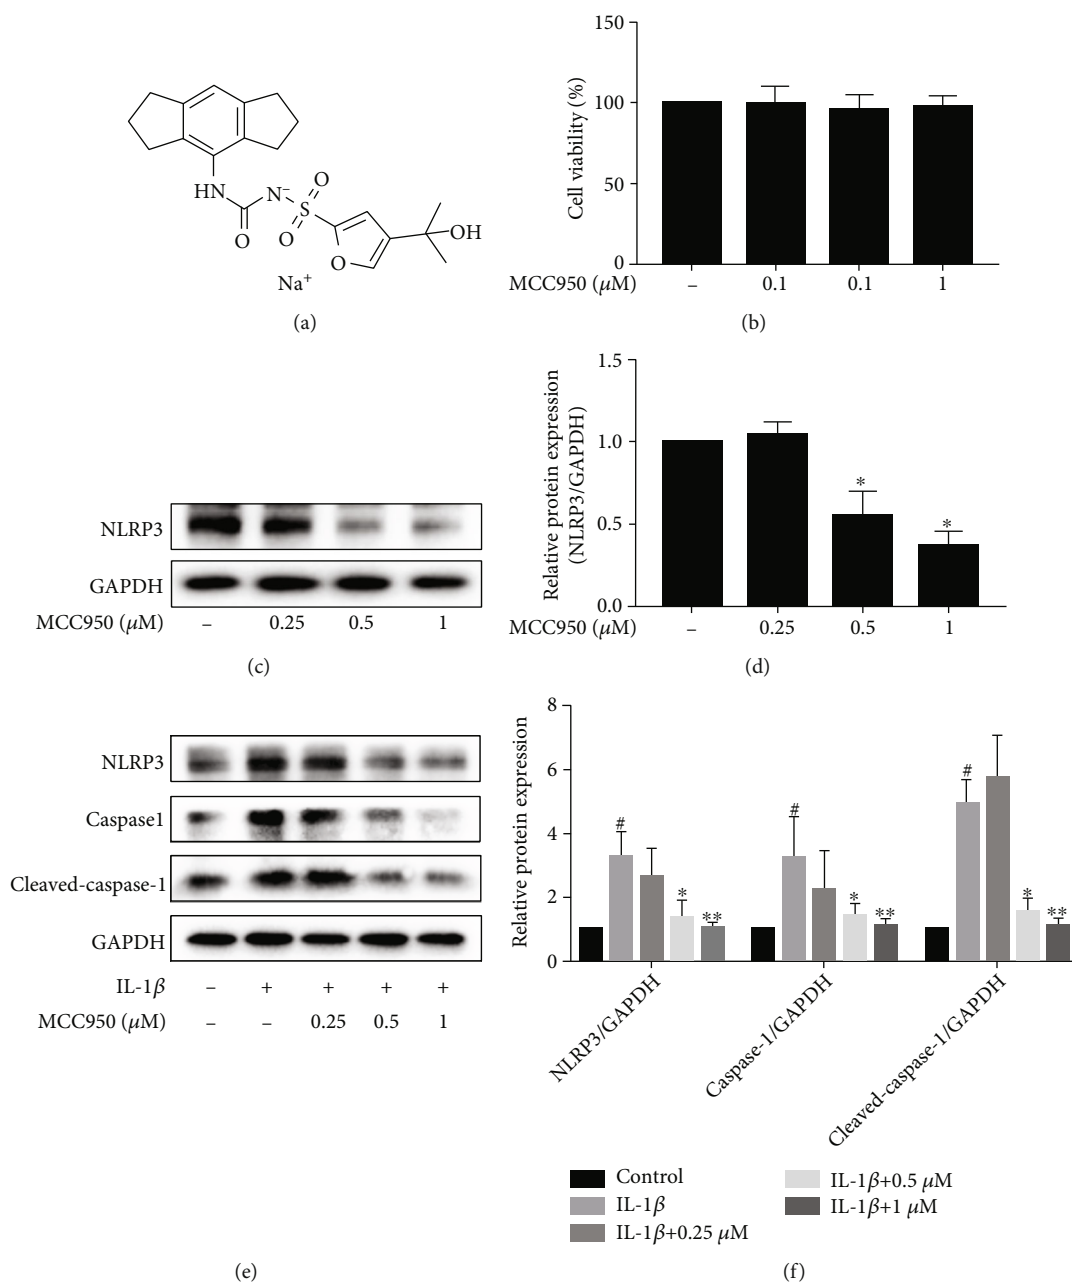 HN
N⁻
S
O
O
O
O
OH
Na⁺
(a)
Cell viability (%)
150
100
50
0
MCC950 (μM) – 0.1 0.1 1
(b)
NLRP3
GAPDH
MCC950 (μM) – 0.25 0.5 1
(c)
Relative protein expression
(NLRP3/GAPDH)
1.5
1.0
0.5
0.0
* *
MCC950 (μM) – 0.25 0.5 1
(d)
NLRP3
Caspase1
Cleaved-caspase-1
GAPDH
IL-1β – + + + +
MCC950 (μM) – – 0.25 0.5 1
(e)
Relative protein expression
8
6
4
2
0
# * **
# * **
# * **
NLRP3/GAPDH
Caspase-1/GAPDH
Cleaved-caspase-1/GAPDH
Control
IL-1β
IL-1β+0.25 μM
IL-1β+0.5 μM
IL-1β+1 μM
(f)